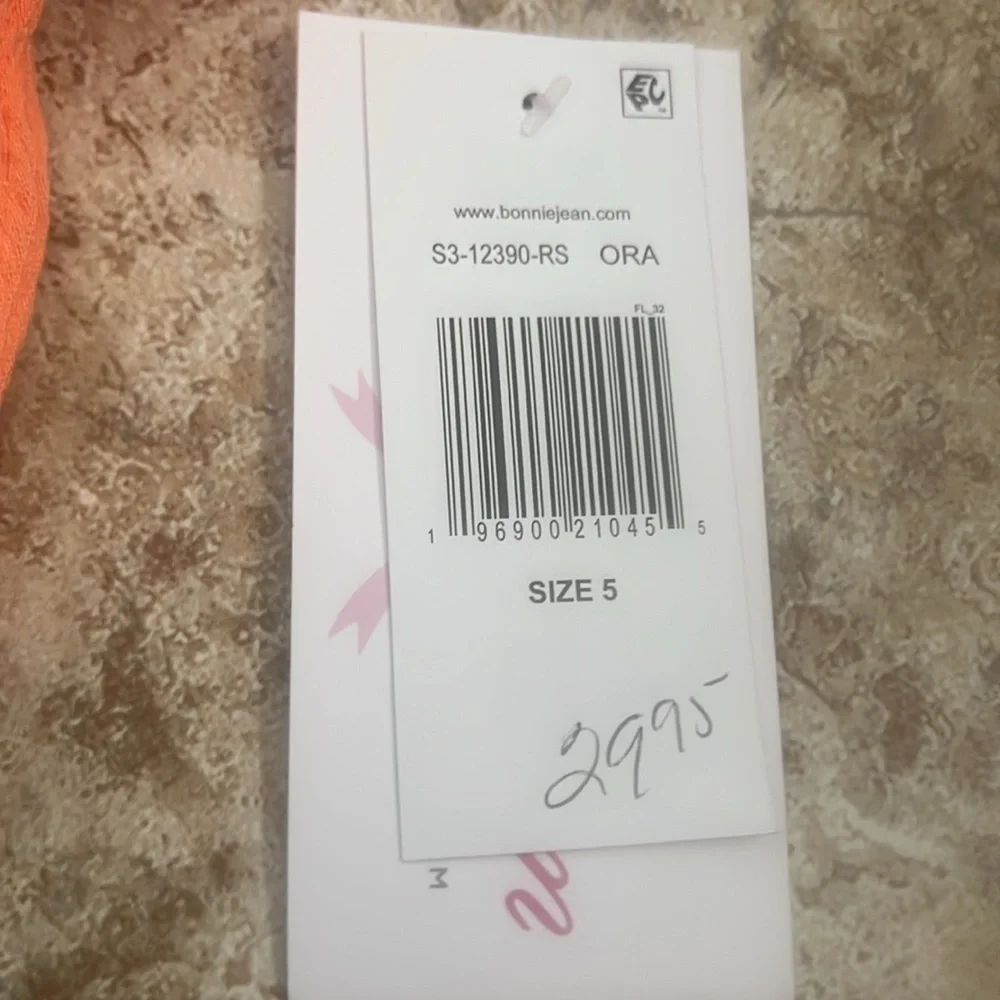 EPC
www.bonniejean.com
S3-12390-RS ORA
FL_32
1 96900 21045 5
SIZE 5
2995
M